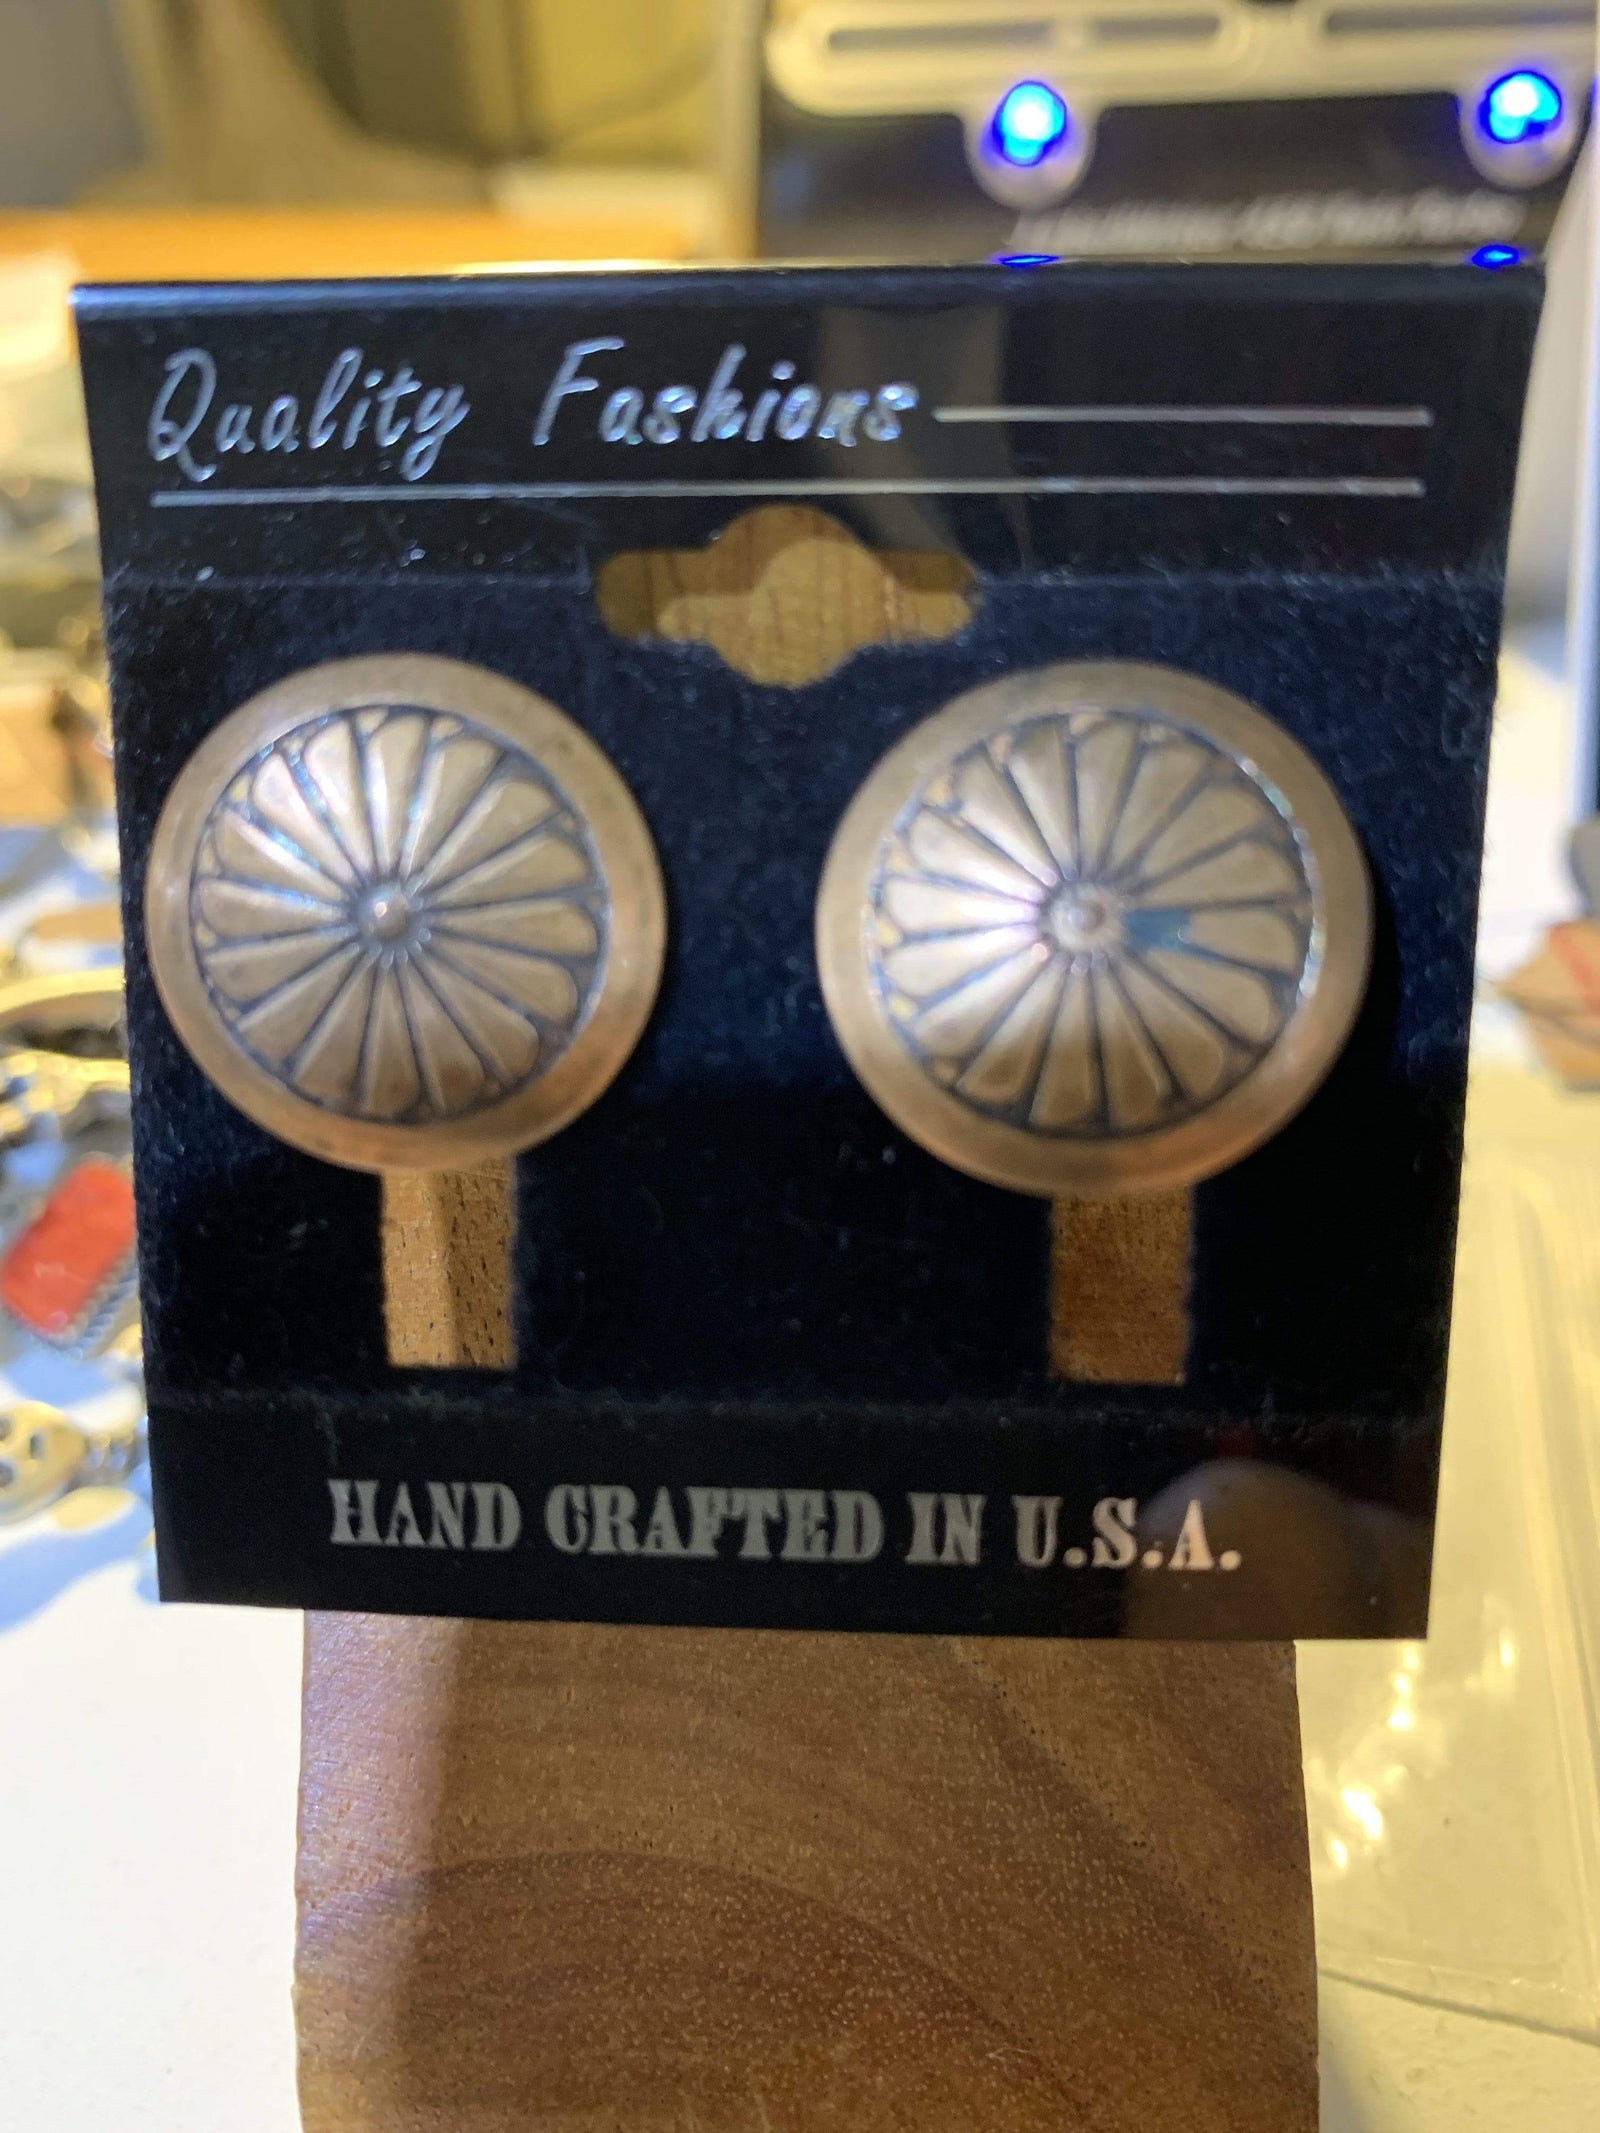 Quality Fashions
HAND CRAFTED IN U.S.A.